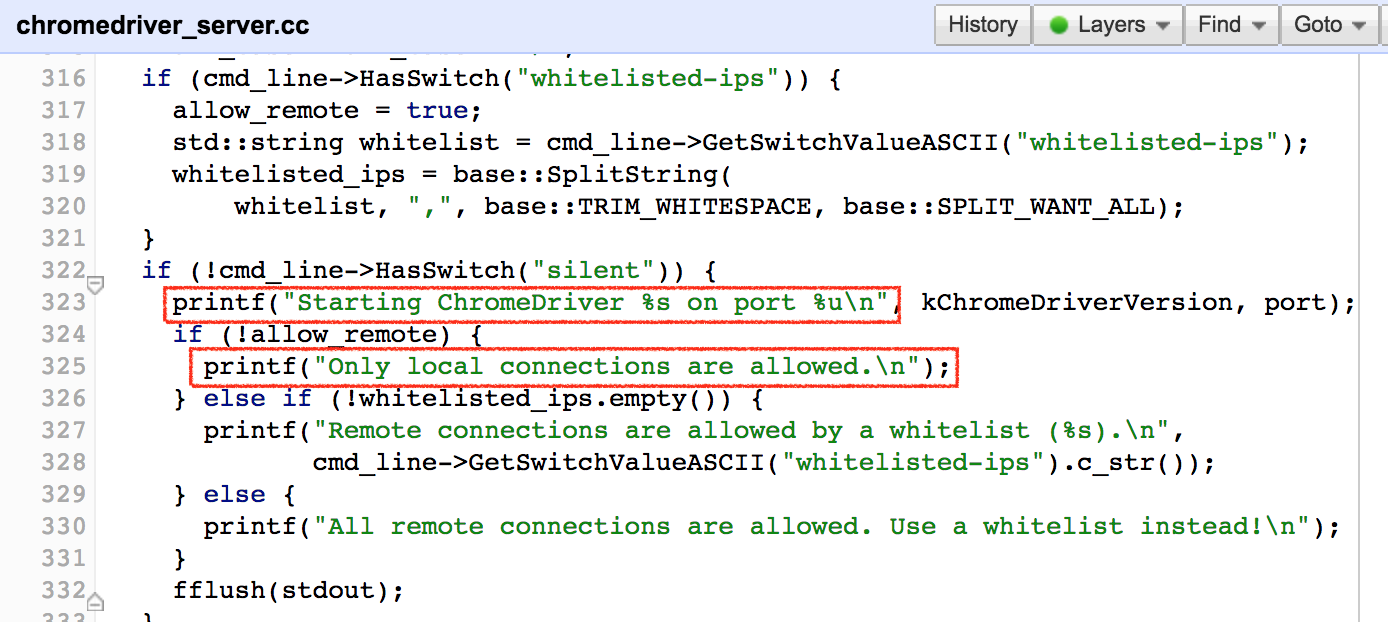 chromedriver_server.cc History Layers Find Goto
316 if (cmd_line->HasSwitch("whitelisted-ips")) {
317 allow_remote = true;
318 std::string whitelist = cmd_line->GetSwitchValueASCII("whitelisted-ips");
319 whitelisted_ips = base::SplitString(
320 whitelist, ",", base::TRIM_WHITESPACE, base::SPLIT_WANT_ALL);
321 }
322 if (!cmd_line->HasSwitch("silent")) {
323 printf("Starting ChromeDriver %s on port %u\n", kChromeDriverVersion, port);
324 if (!allow_remote) {
325 printf("Only local connections are allowed.\n");
326 } else if (!whitelisted_ips.empty()) {
327 printf("Remote connections are allowed by a whitelist (%s).\n",
328 cmd_line->GetSwitchValueASCII("whitelisted-ips").c_str());
329 } else {
330 printf("All remote connections are allowed. Use a whitelist instead!\n");
331 }
332 fflush(stdout);